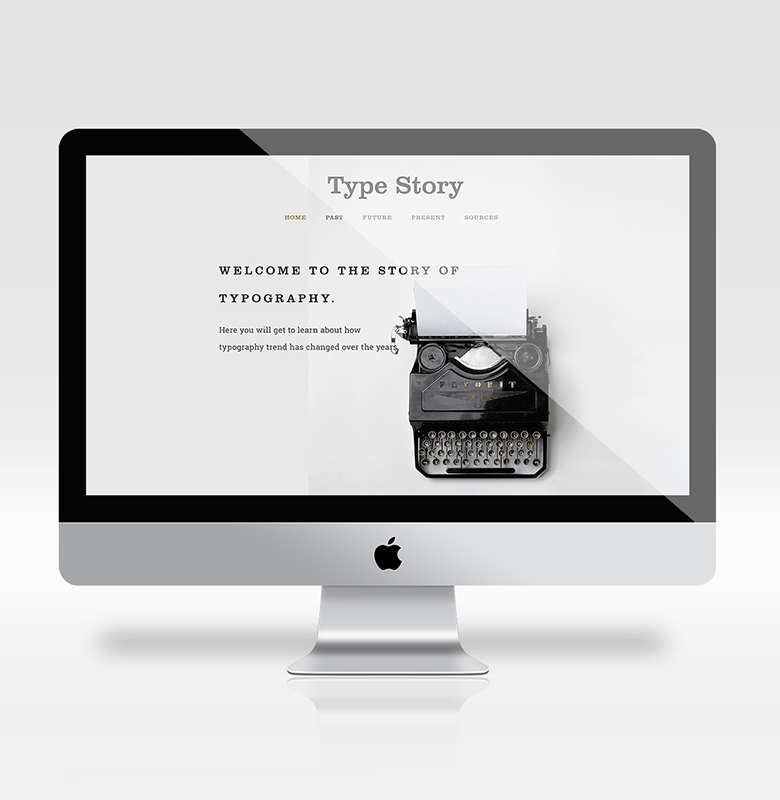 Type Story
HOME PAST FUTURE PRESENT SOURCES
WELCOME TO THE STORY OF
TYPOGRAPHY.
Here you will get to learn about how
typography trend has changed over the years.
FAVORIT